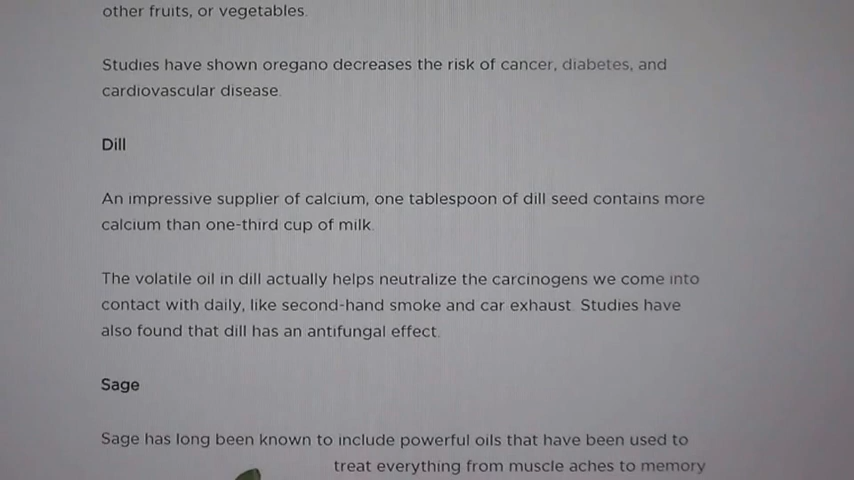 other fruits, or vegetables.
Studies have shown oregano decreases the risk of cancer, diabetes, and
cardiovascular disease.
Dill
An impressive supplier of calcium, one tablespoon of dill seed contains more
calcium than one-third cup of milk.
The volatile oil in dill actually helps neutralize the carcinogens we come into
contact with daily, like second-hand smoke and car exhaust. Studies have
also found that dill has an antifungal effect.
Sage
Sage has long been known to include powerful oils that have been used to
treat everything from muscle aches to memory